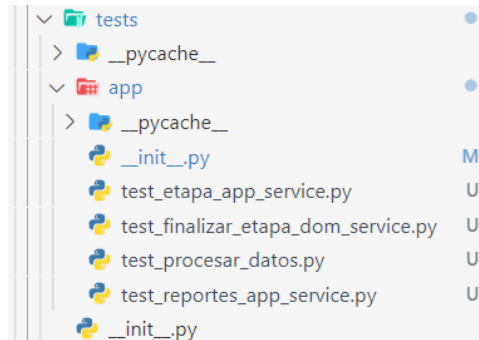 tests
__pycache__
app
__pycache__
__init__.py M
test_etapa_app_service.py U
test_finalizar_etapa_dom_service.py U
test_procesar_datos.py U
test_reportes_app_service.py U
__init__.py